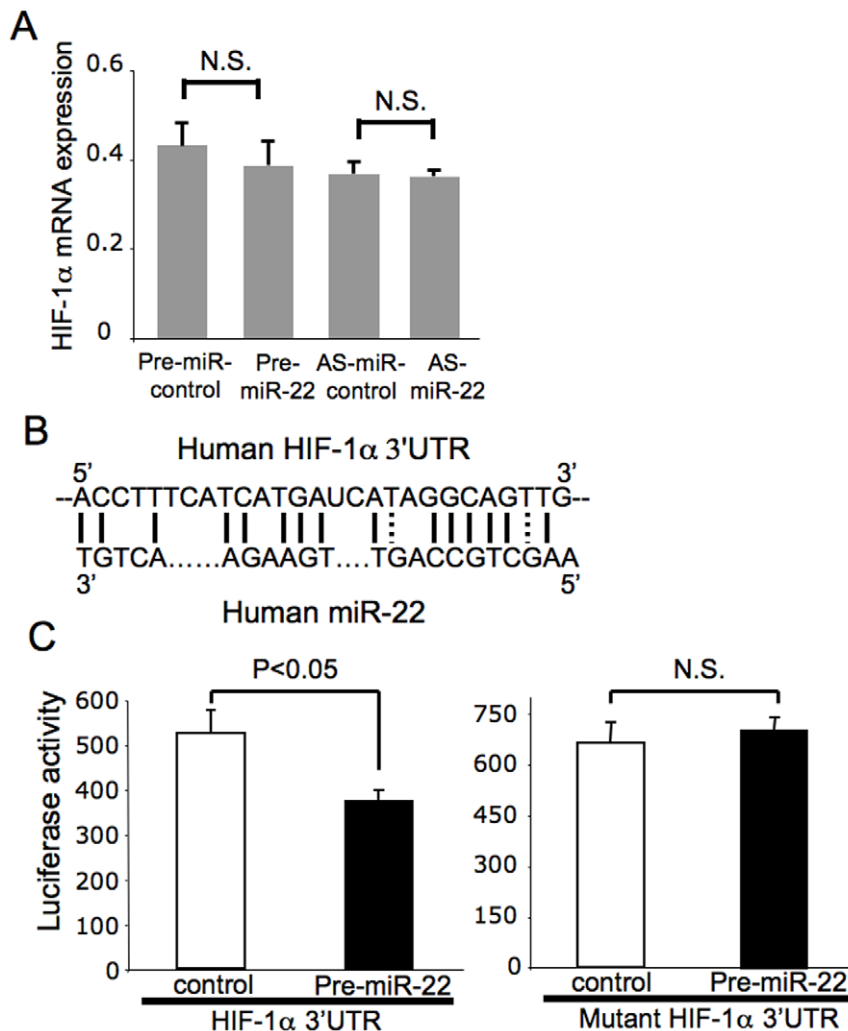 A
HIF-1α mRNA expression
0.6
0.4
0.2
0
N.S.
N.S.
Pre-miR-control
Pre-miR-22
AS-miR-control
AS-miR-22
B
Human HIF-1α 3'UTR
5’ 3’
--ACCTTTCATCATGAUCATAGGCAGTTG--
TGTCA......AGAAGT....TGACCGTCGAA
3’ 5’
Human miR-22
C
Luciferase activity
600
500
400
300
200
100
0
P<0.05
control
Pre-miR-22
HIF-1α 3'UTR
750
600
450
300
150
0
N.S.
control
Pre-miR-22
Mutant HIF-1α 3'UTR